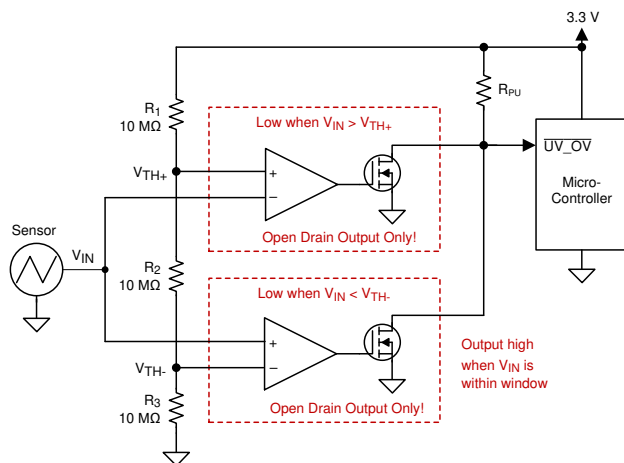 3.3 V
R1
10 MΩ
Low when VIN > VTH+
RPU
UV_OV
Micro-
Controller
VTH+
+
−
Open Drain Output Only!
Sensor
VIN
R2
10 MΩ
Low when VIN < VTH-
+
−
VTH-
Output high
when VIN is
within window
R3
10 MΩ
Open Drain Output Only!